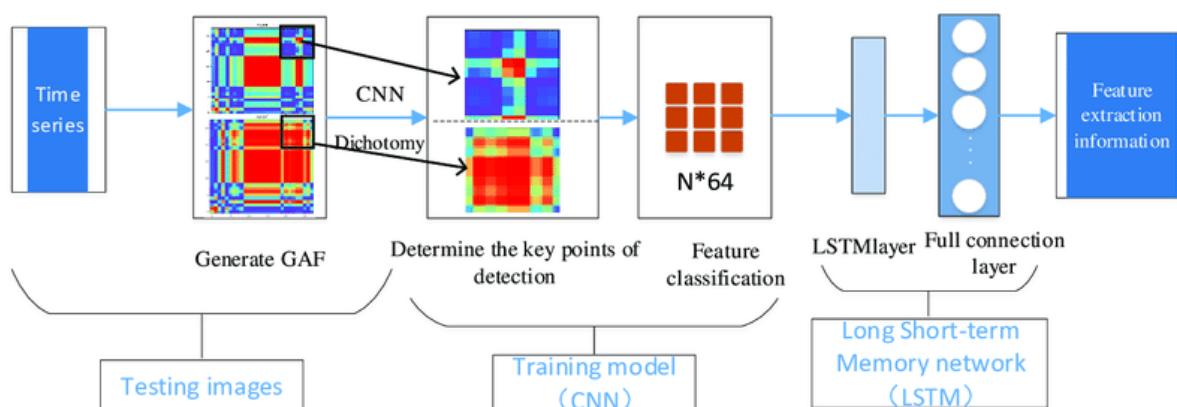 Time
series
Generate GAF
CNN
Dichotomy
Determine the key points of
detection
N*64
Feature
classification
LSTMlayer
Full connection
layer
Feature
extraction
information
Testing images
Training model
（CNN）
Long Short-term
Memory network
（LSTM）